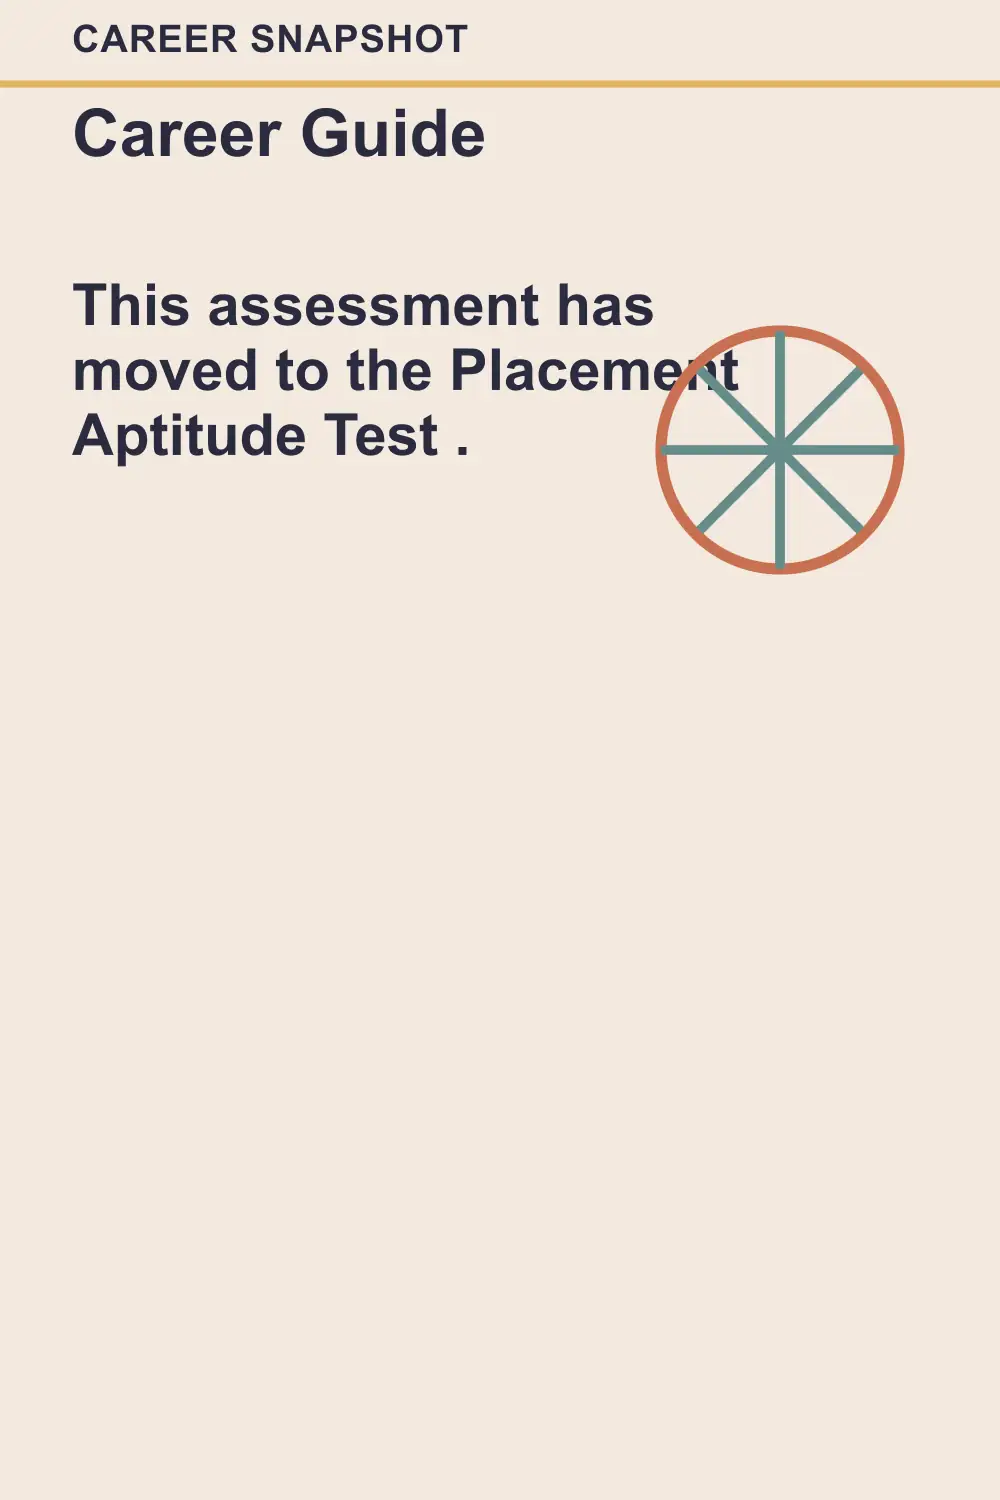 CAREER SNAPSHOT
Career Guide
This assessment has
moved to the Placement
Aptitude Test .